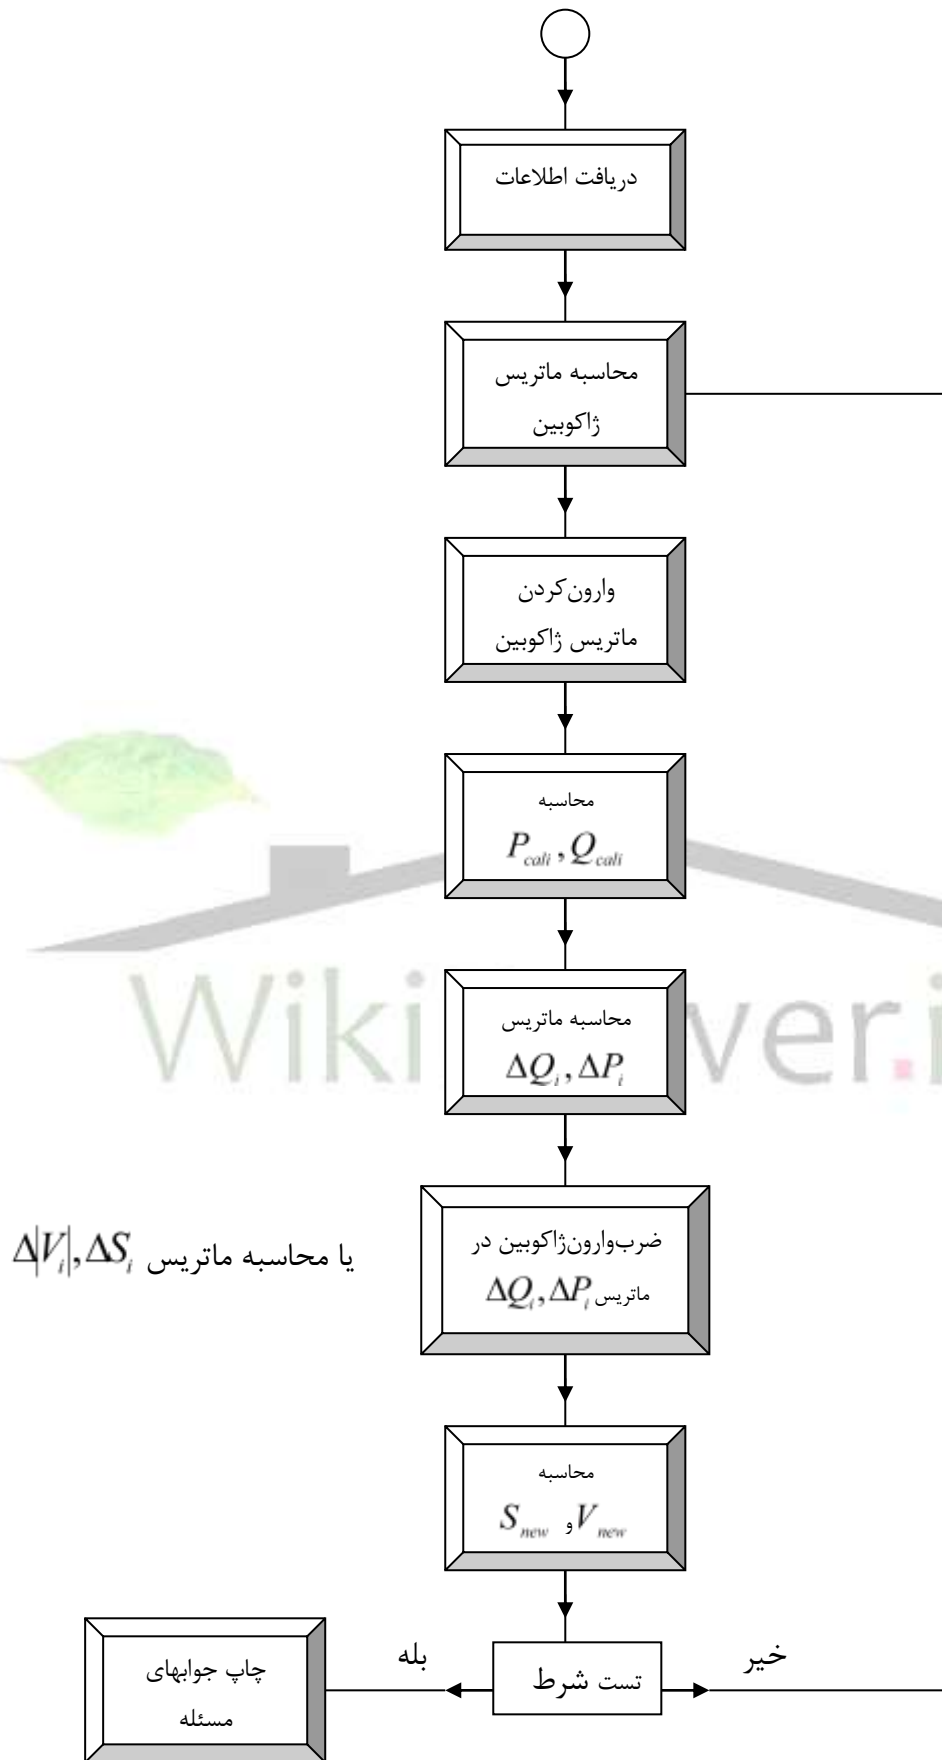 دریافت اطلاعات
محاسبه ماتریس
ژاکوبین
وارون‌کردن
ماتریس ژاکوبین
محاسبه
P_cali , Q_cali
محاسبه ماتریس
ΔQ_i , ΔP_i
ضرب‌وارون‌ژاکوبین در
ماتریس ΔQ_i , ΔP_i
یا محاسبه ماتریس Δ|V_i| , ΔS_i
محاسبه
S_new و V_new
خیر
تست شرط
بله
چاپ جوابهای
مسئله
Wiki
ver.i